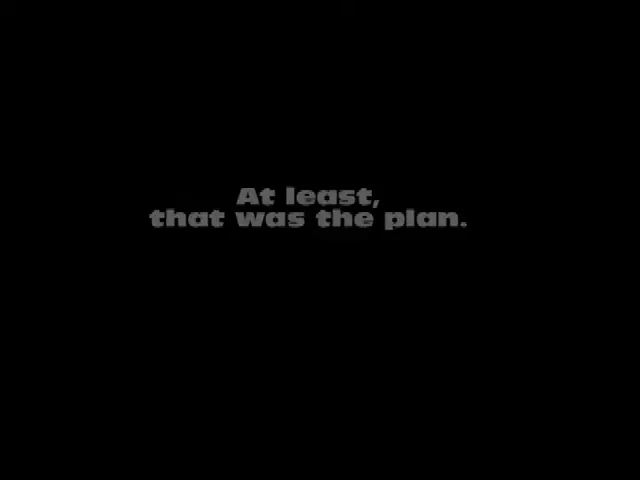 At least,
that was the plan.